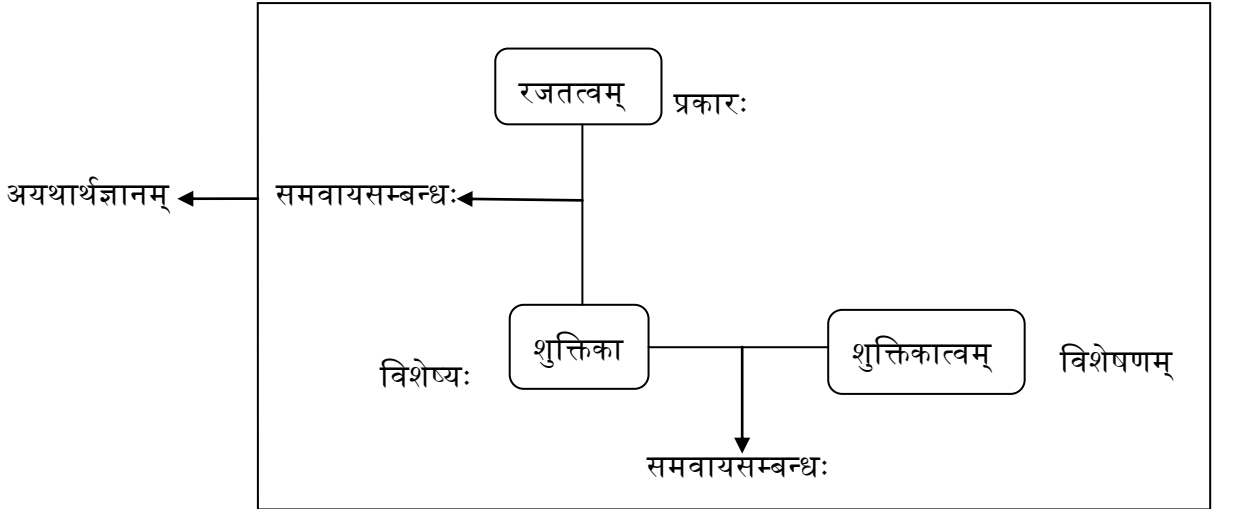 रजतत्वम्
प्रकारः
अयथार्थज्ञानम्
समवायसम्बन्धः
शुक्तिका
शुक्तिकात्वम्
विशेषणम्
विशेष्यः
समवायसम्बन्धः